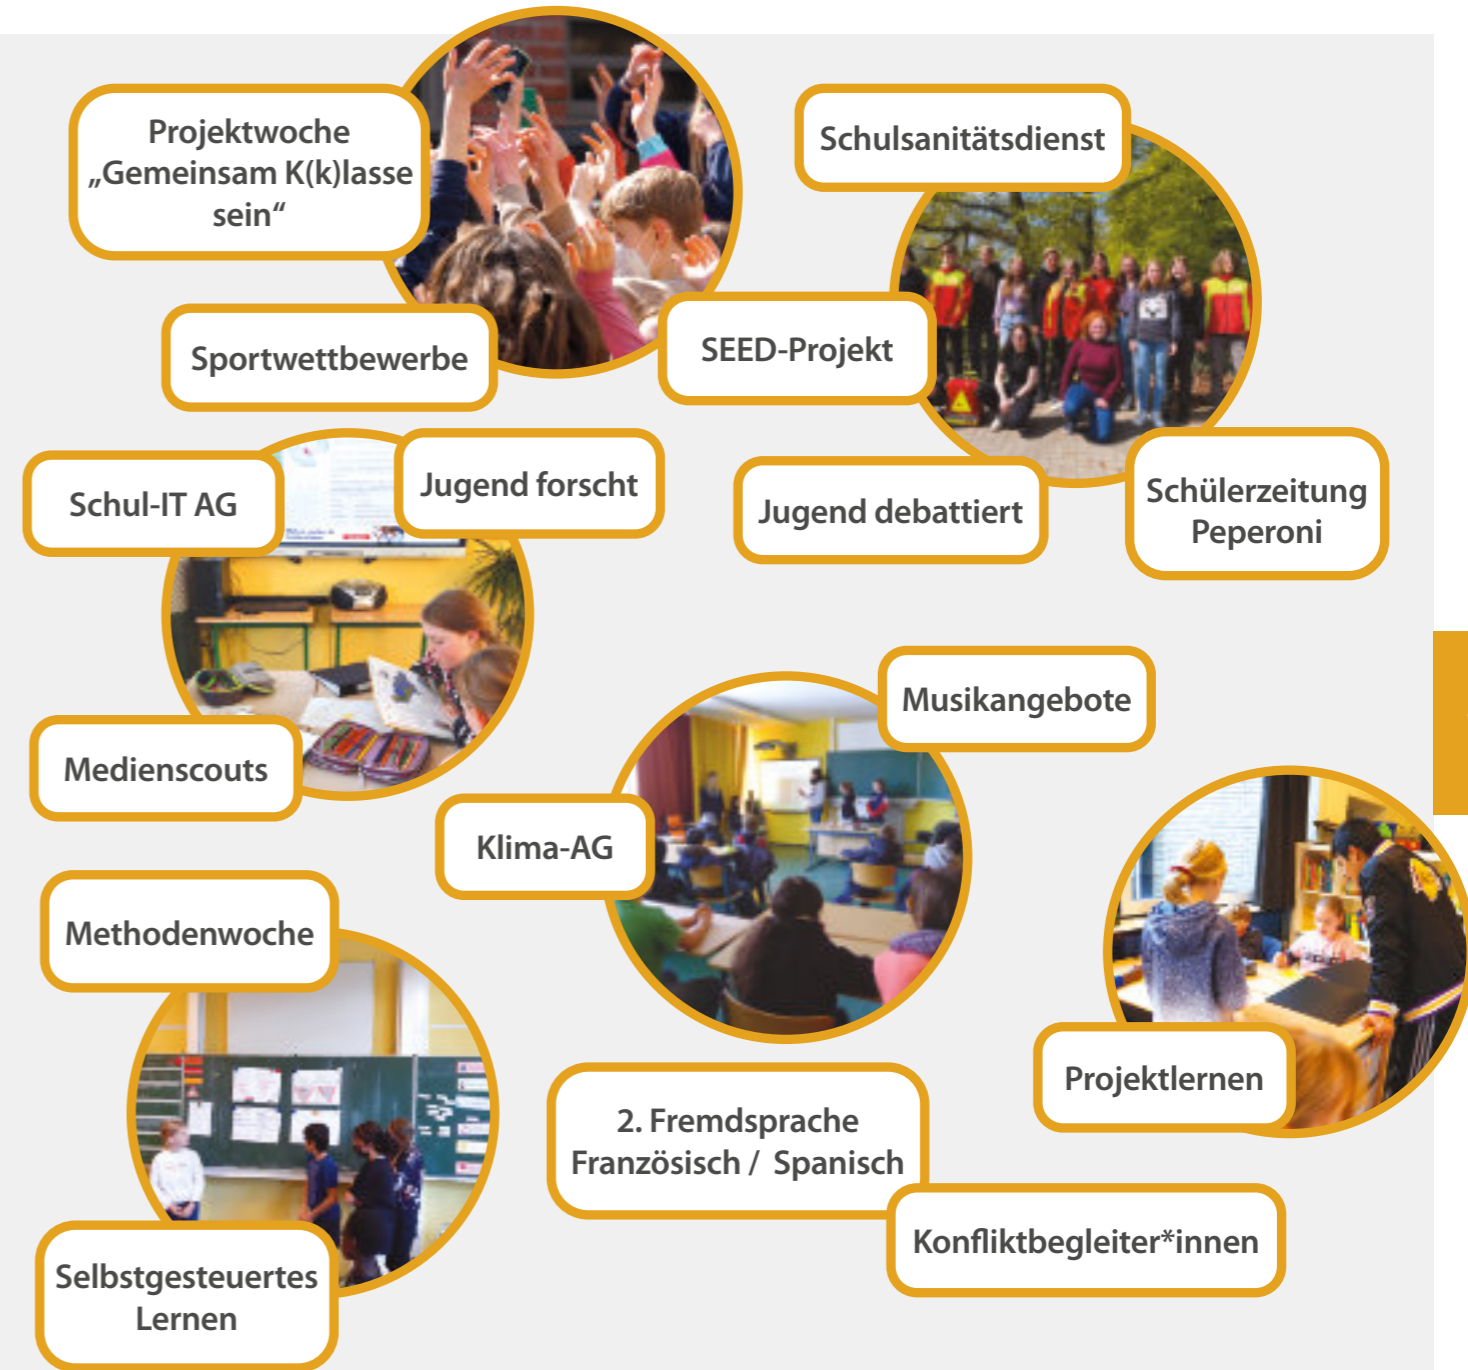 Projektwoche
„Gemeinsam K(k)lasse
sein“
Schulsanitätsdienst
Sportwettbewerbe
SEED-Projekt
Schul-IT AG
Jugend forscht
Jugend debattiert
Schülerzeitung
Peperoni
Musikangebote
Medienscouts
Klima-AG
Methodenwoche
Projektlernen
2. Fremdsprache
Französisch / Spanisch
Konfliktbegleiter*innen
Selbstgesteuertes
Lernen